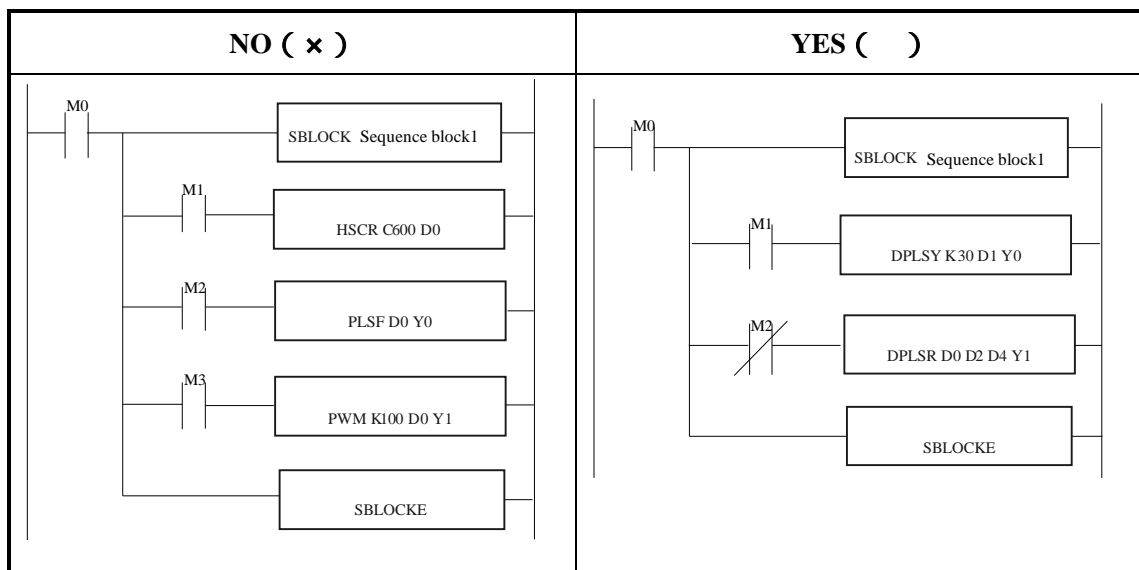 NO ( × )
YES ( )
M0
SBLOCK Sequence block1
M1
HSCR C600 D0
M2
PLSF D0 Y0
M3
PWM K100 D0 Y1
SBLOCKE
M0
SBLOCK Sequence block1
M1
DPLSY K30 D1 Y0
M2
DPLSR D0 D2 D4 Y1
SBLOCKE